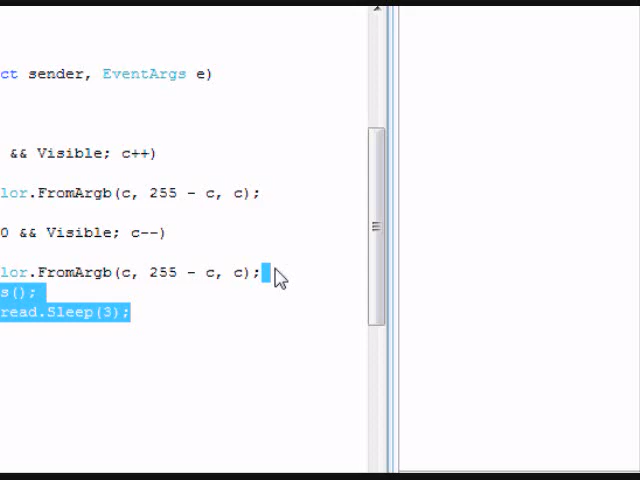 ct sender, EventArgs e)
&& Visible; c++)
lor.FromArgb(c, 255 - c, c);
0 && Visible; c--)
lor.FromArgb(c, 255 - c, c);
s();
read.Sleep(3);